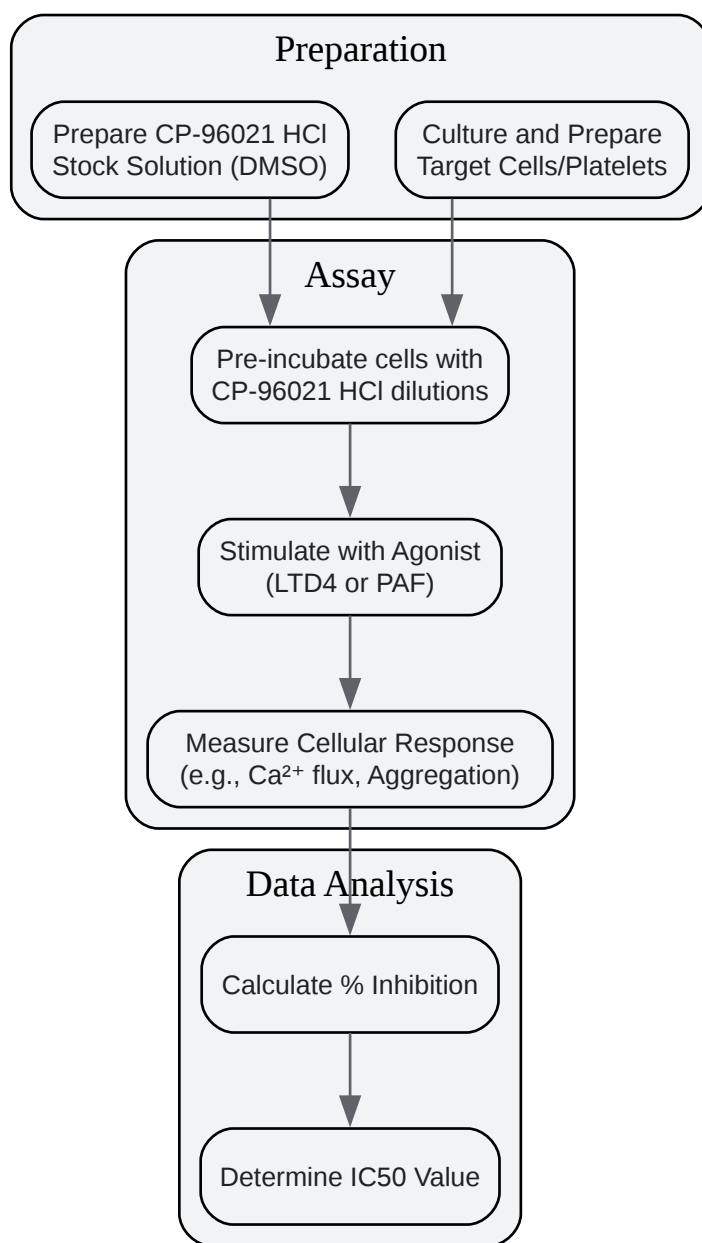 Preparation
Prepare CP-96021 HCl
Stock Solution (DMSO)
Culture and Prepare
Target Cells/Platelets
Assay
Pre-incubate cells with
CP-96021 HCl dilutions
Stimulate with Agonist
(LTD4 or PAF)
Measure Cellular Response
(e.g., Ca²⁺ flux, Aggregation)
Data Analysis
Calculate % Inhibition
Determine IC50 Value